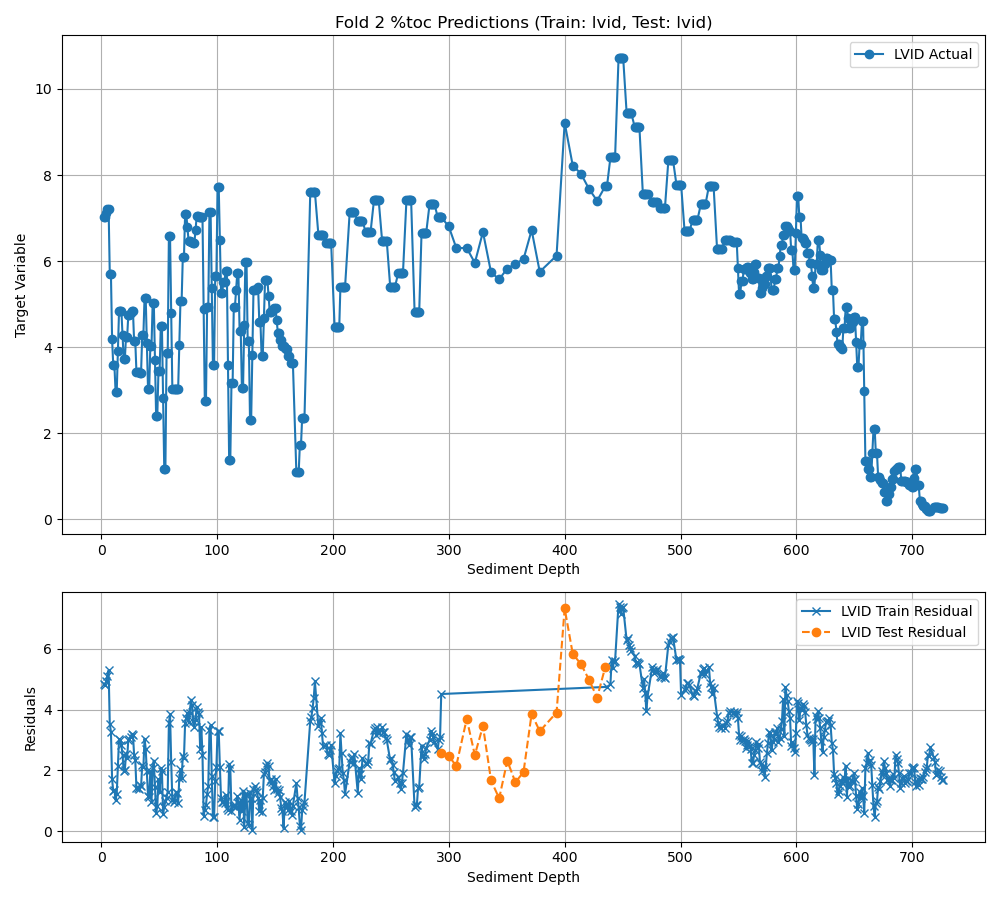 Fold 2 %toc Predictions (Train: lvid, Test: lvid)
LVID Actual
Target Variable
10
8
6
4
2
0
0 100 200 300 400 500 600 700
Sediment Depth
LVID Train Residual
LVID Test Residual
Residuals
6
4
2
0
0 100 200 300 400 500 600 700
Sediment Depth